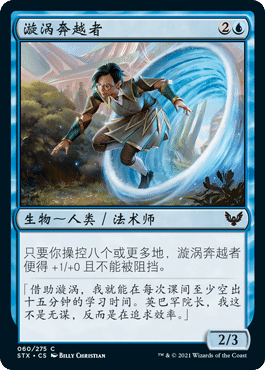 漩涡奔越者 2
生物~人类 / 法术师
只要你操控八个或更多地，漩涡奔越者
便得 +1/+0 且不能被阻挡。
「借助漩涡，我就能在每次课间至少空出
十五分钟的学习时间。英巴罕院长，我这
不是无谋，反而是在追求效率。」
2/3
060/275 C
STX • CS BILLY CHRISTIAN
™ & © 2021 Wizards of the Coast